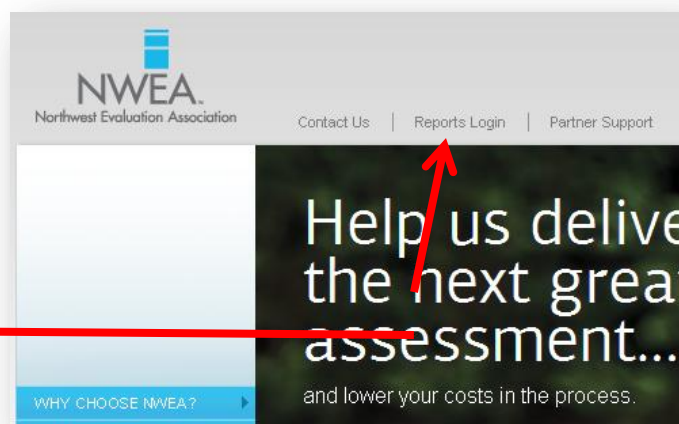 NWEA
Northwest Evaluation Association
Contact Us | Reports Login | Partner Support
Help us delive
the next grea
assessment...
and lower your costs in the process.
WHY CHOOSE NWEA?